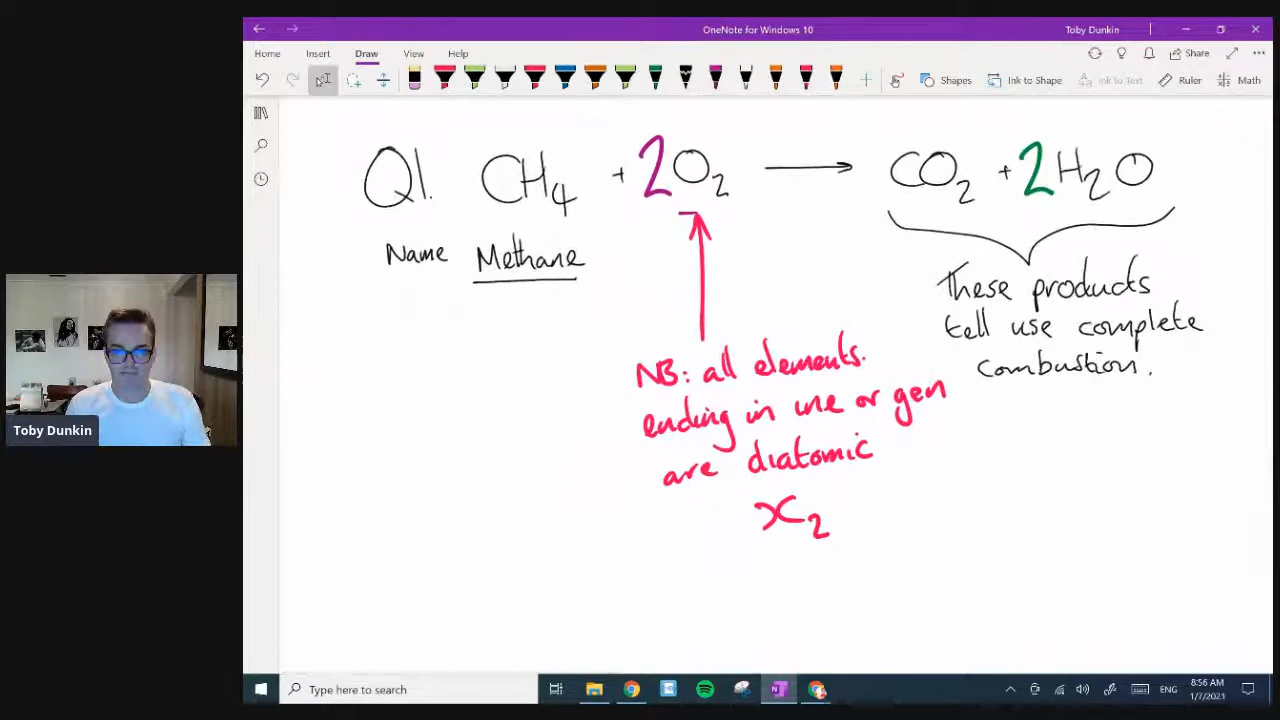 OneNote for Windows 10
Toby Dunkin
Home Insert Draw View Help
Share
Shapes Ink to Shape Ink to Text Ruler Math
Q1. CH4 + 2O2 → CO2 + 2H2O
Name Methane
These products
tell use complete
combustion.
NB: all elements.
ending in ine or gen
are diatomic
x2
Toby Dunkin
Type here to search
ENG
8:56 AM
1/7/2021